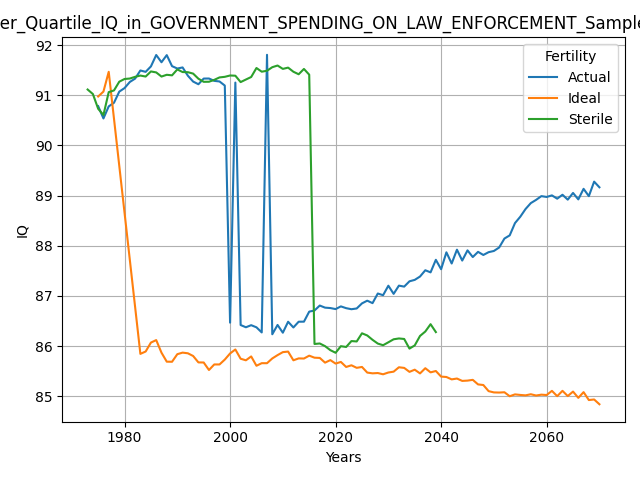 er_Quartile_IQ_in_GOVERNMENT_SPENDING_ON_LAW_ENFORCEMENT_Sample
92
91
90
89
88
87
86
85
IQ
1980
2000
2020
2040
2060
Years
Fertility
Actual
Ideal
Sterile